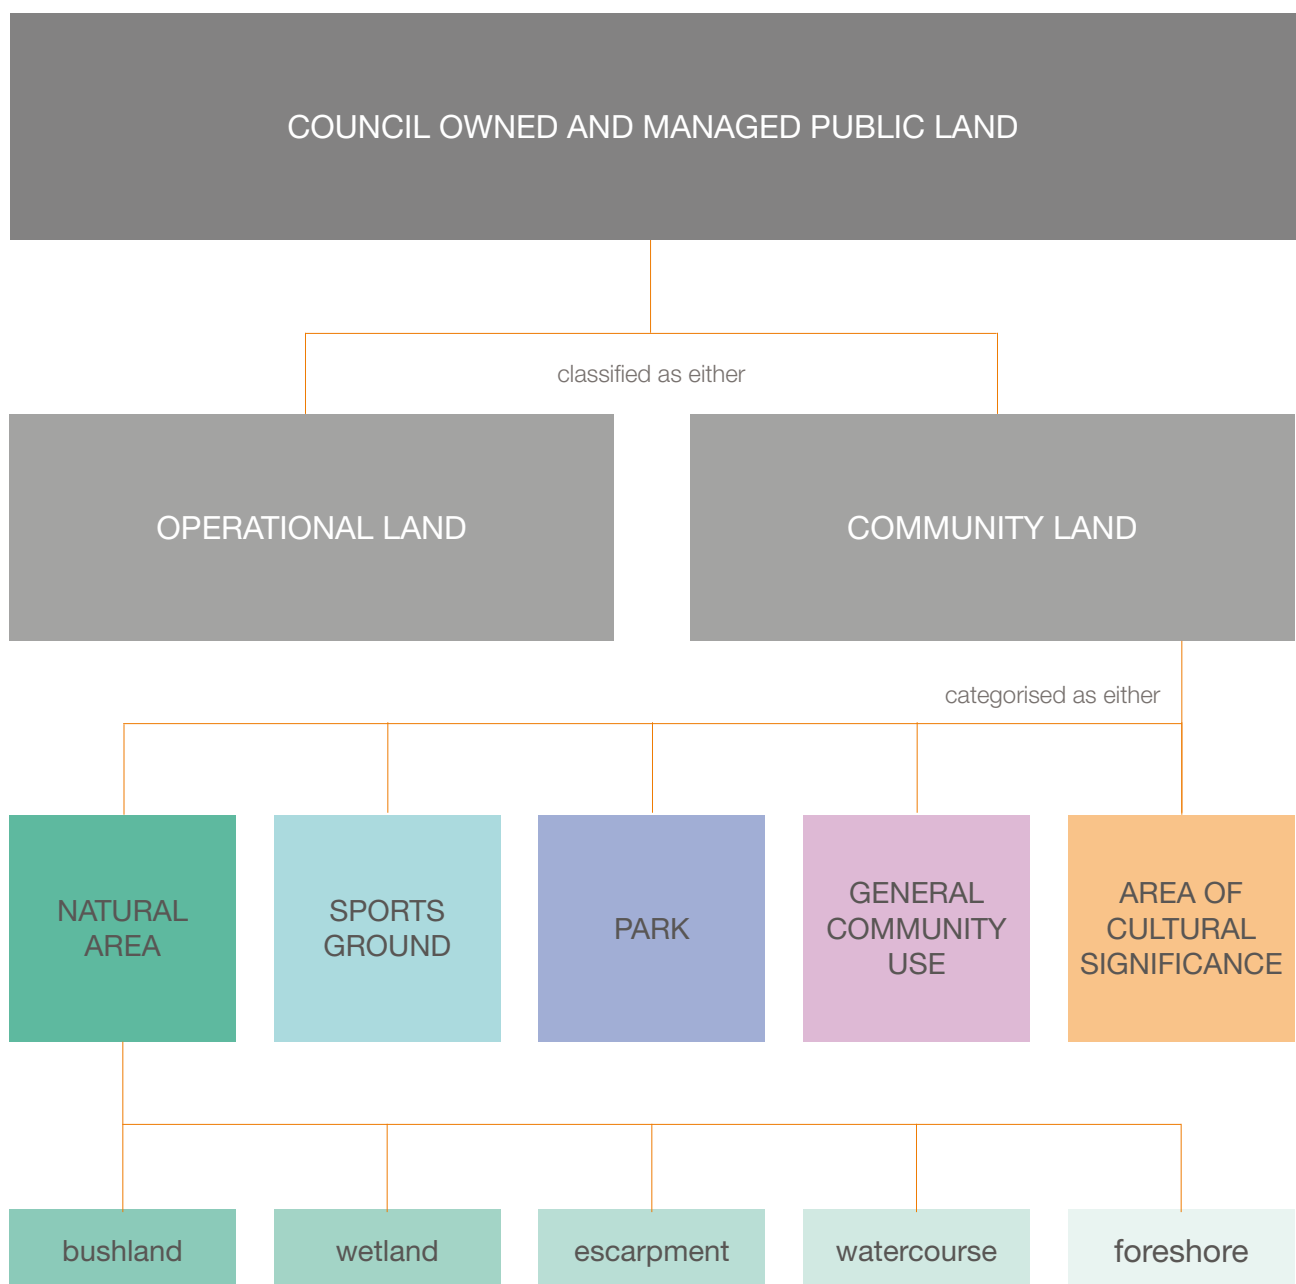 COUNCIL OWNED AND MANAGED PUBLIC LAND
classified as either
OPERATIONAL LAND
COMMUNITY LAND
categorised as either
NATURAL
AREA
SPORTS
GROUND
PARK
GENERAL
COMMUNITY
USE
AREA OF
CULTURAL
SIGNIFICANCE
bushland
wetland
escarpment
watercourse
foreshore